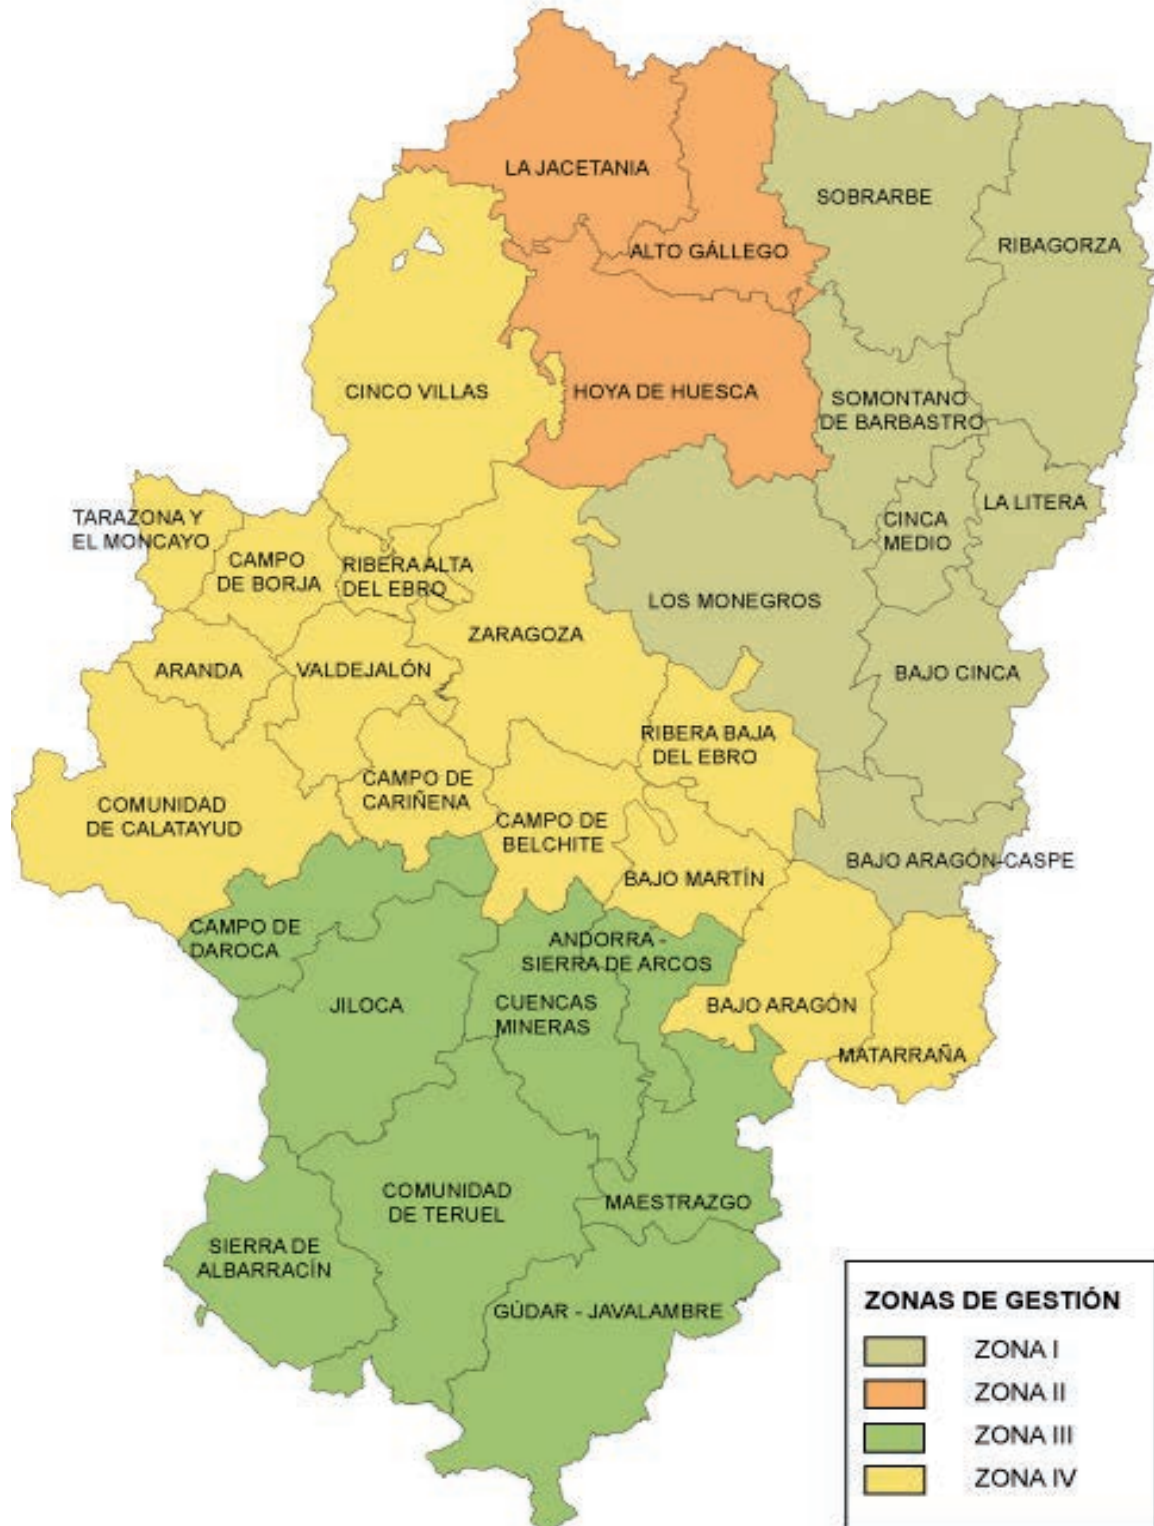 LA JACETANIA
SOBRARBE
RIBAGORZA
ALTO GÁLLEGO
CINCO VILLAS
HOYA DE HUESCA
SOMONTANO
DE BARBASTRO
TARAZONA Y
EL MONCAYO
CAMPO
DE BORJA
RIBERA ALTA
DEL EBRO
CINCA
MEDIO
LA LITERA
LOS MONEGROS
ZARAGOZA
ARANDA
VALDEJALÓN
BAJO CINCA
RIBERA BAJA
DEL EBRO
COMUNIDAD
DE CALATAYUD
CAMPO DE
CARIÑENA
CAMPO DE
BELCHITE
BAJO ARAGÓN-CASPE
BAJO MARTÍN
CAMPO DE
DAROCA
ANDORRA -
SIERRA DE ARCOS
JILOCA
CUENCAS
MINERAS
BAJO ARAGÓN
MATARRAÑA
COMUNIDAD
DE TERUEL
MAESTRAZGO
SIERRA DE
ALBARRACÍN
GÚDAR - JAVALAMBRE
ZONAS DE GESTIÓN
ZONA I
ZONA II
ZONA III
ZONA IV